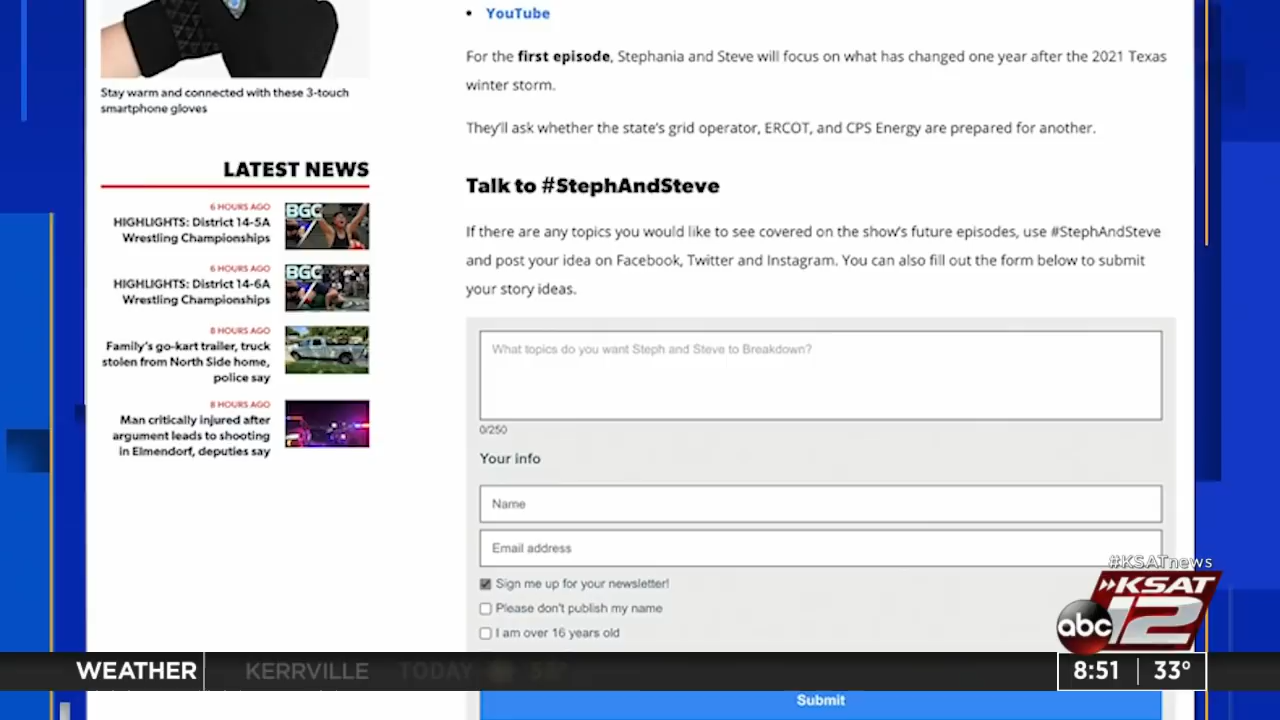 Stay warm and connected with these 3-touch
smartphone gloves
LATEST NEWS
6 HOURS AGO
HIGHLIGHTS: District 14-5A
Wrestling Championships
BGC
6 HOURS AGO
HIGHLIGHTS: District 14-6A
Wrestling Championships
BGC
8 HOURS AGO
Family's go-kart trailer, truck
stolen from North Side home,
police say
8 HOURS AGO
Man critically injured after
argument leads to shooting
in Elmendorf, deputies say
• YouTube
For the first episode, Stephania and Steve will focus on what has changed one year after the 2021 Texas
winter storm.
They'll ask whether the state's grid operator, ERCOT, and CPS Energy are prepared for another.
Talk to #StephAndSteve
If there are any topics you would like to see covered on the show's future episodes, use #StephAndSteve
and post your idea on Facebook, Twitter and Instagram. You can also fill out the form below to submit
your story ideas.
What topics do you want Steph and Steve to Breakdown?
0/250
Your info
Name
Email address
Sign me up for your newsletter!
Please don't publish my name
I am over 16 years old
Submit
#KSATnews
KSAT
abc 12
WEATHER KERRVILLE TODAY
8:51 33°